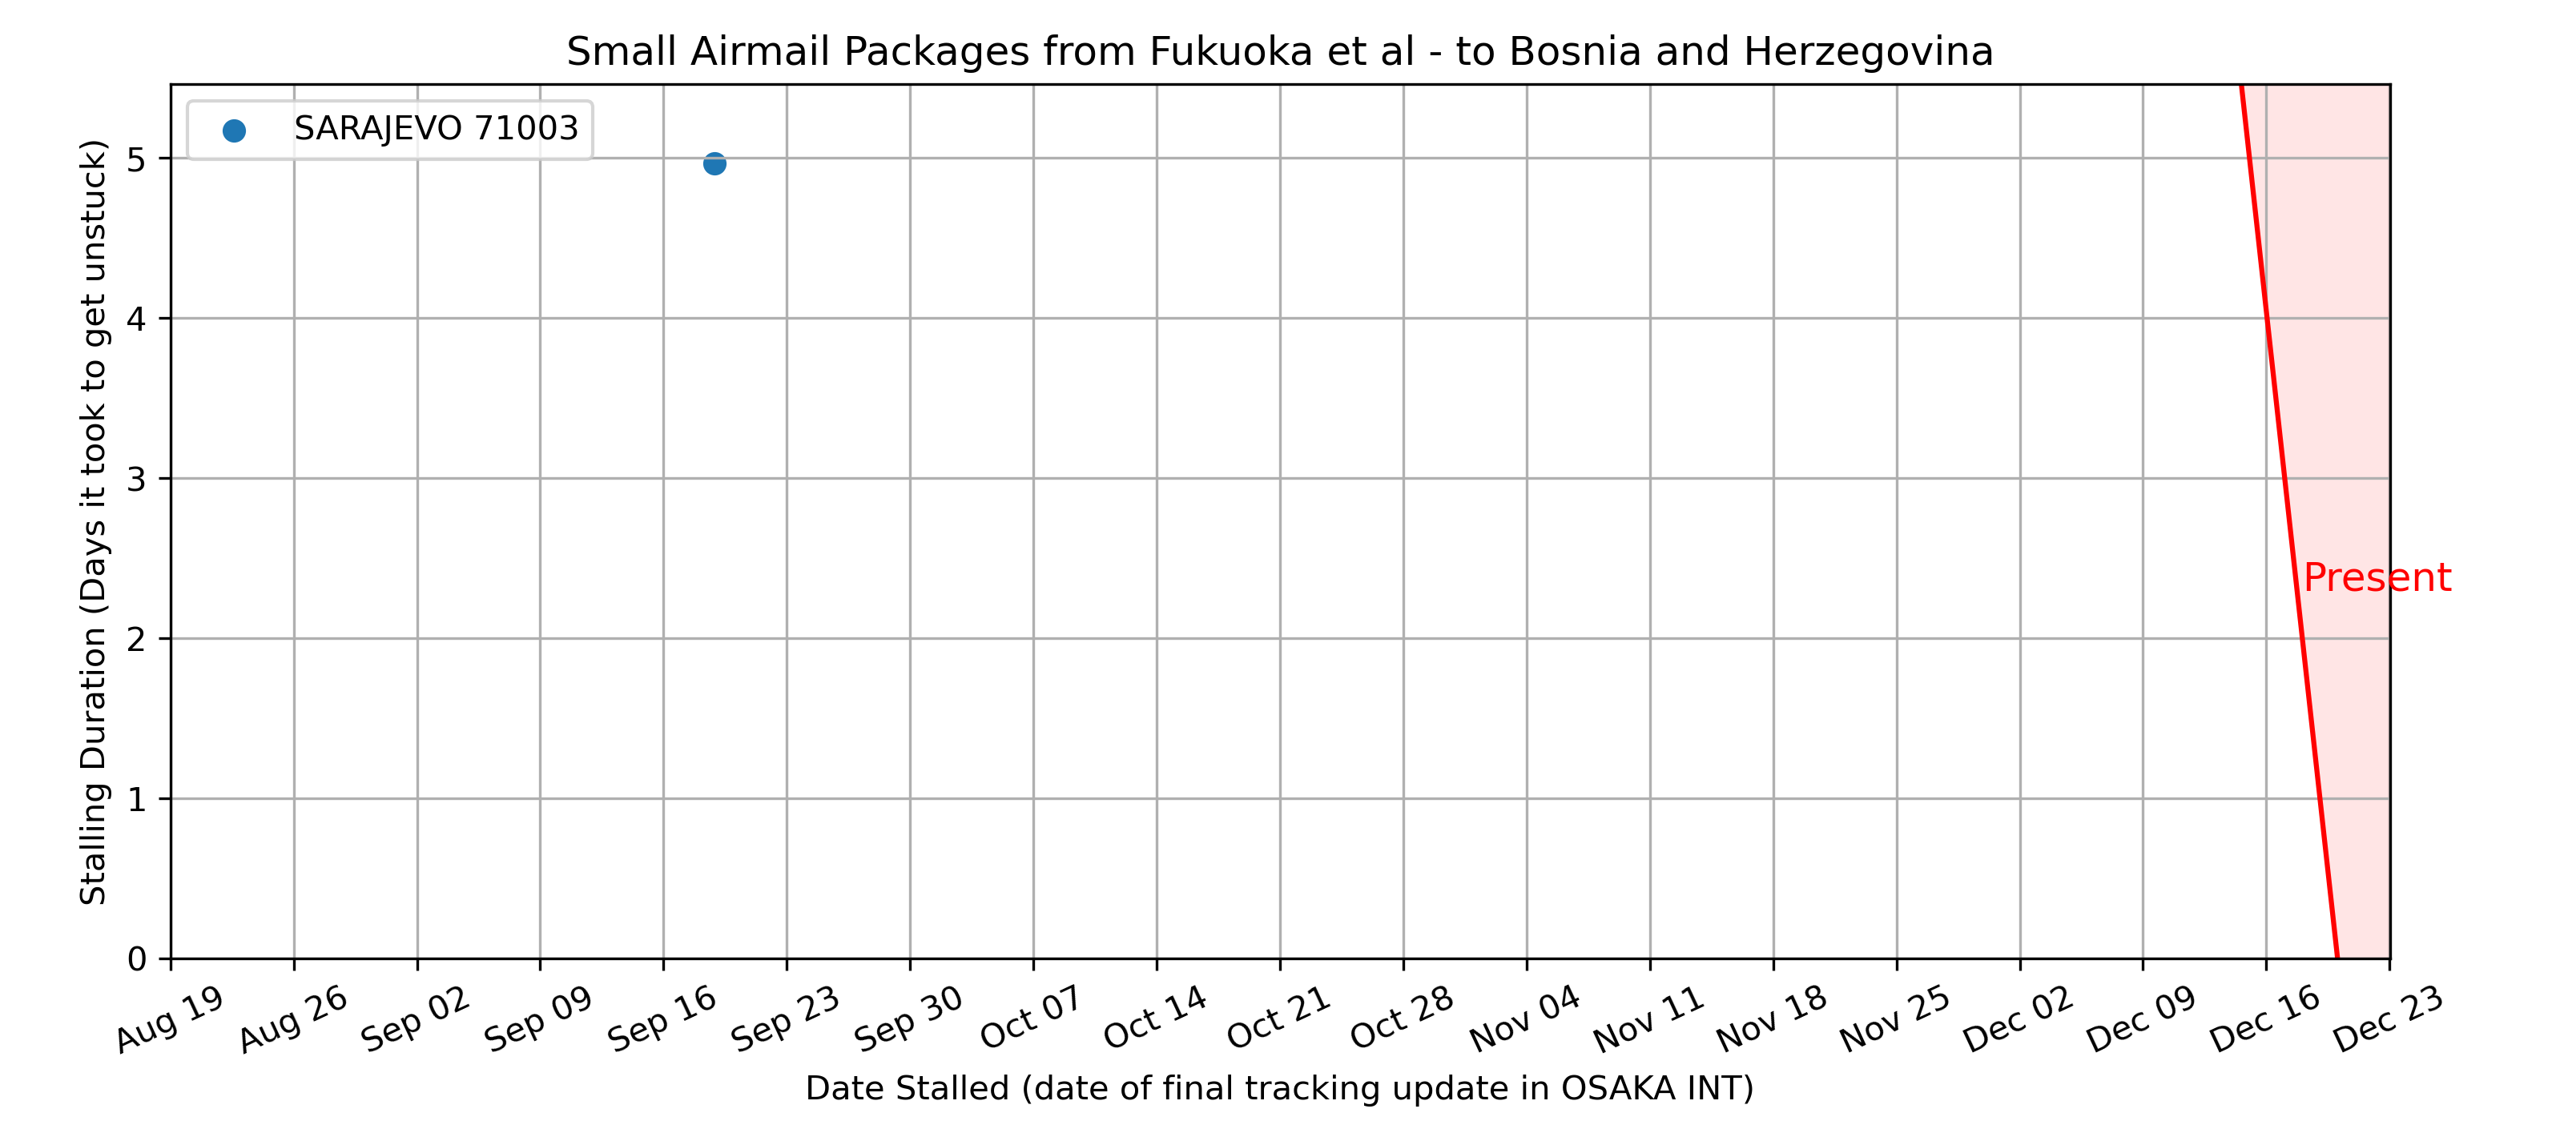 Small Airmail Packages from Fukuoka et al - to Bosnia and Herzegovina
SARAJEVO 71003
Stalling Duration (Days it took to get unstuck)
5
4
3
2
1
0
Present
Aug 19
Aug 26
Sep 02
Sep 09
Sep 16
Sep 23
Sep 30
Oct 07
Oct 14
Oct 21
Oct 28
Nov 04
Nov 11
Nov 18
Nov 25
Dec 02
Dec 09
Dec 16
Dec 23
Date Stalled (date of final tracking update in OSAKA INT)